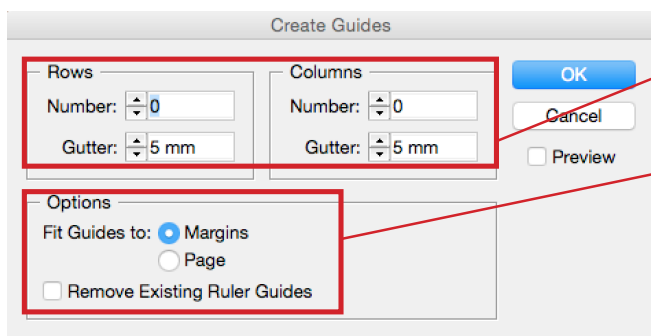 Create Guides
Rows
Number: 0
Gutter: 5 mm
Columns
Number: 0
Gutter: 5 mm
OK
Cancel
Preview
Options
Fit Guides to: Margins
Page
Remove Existing Ruler Guides